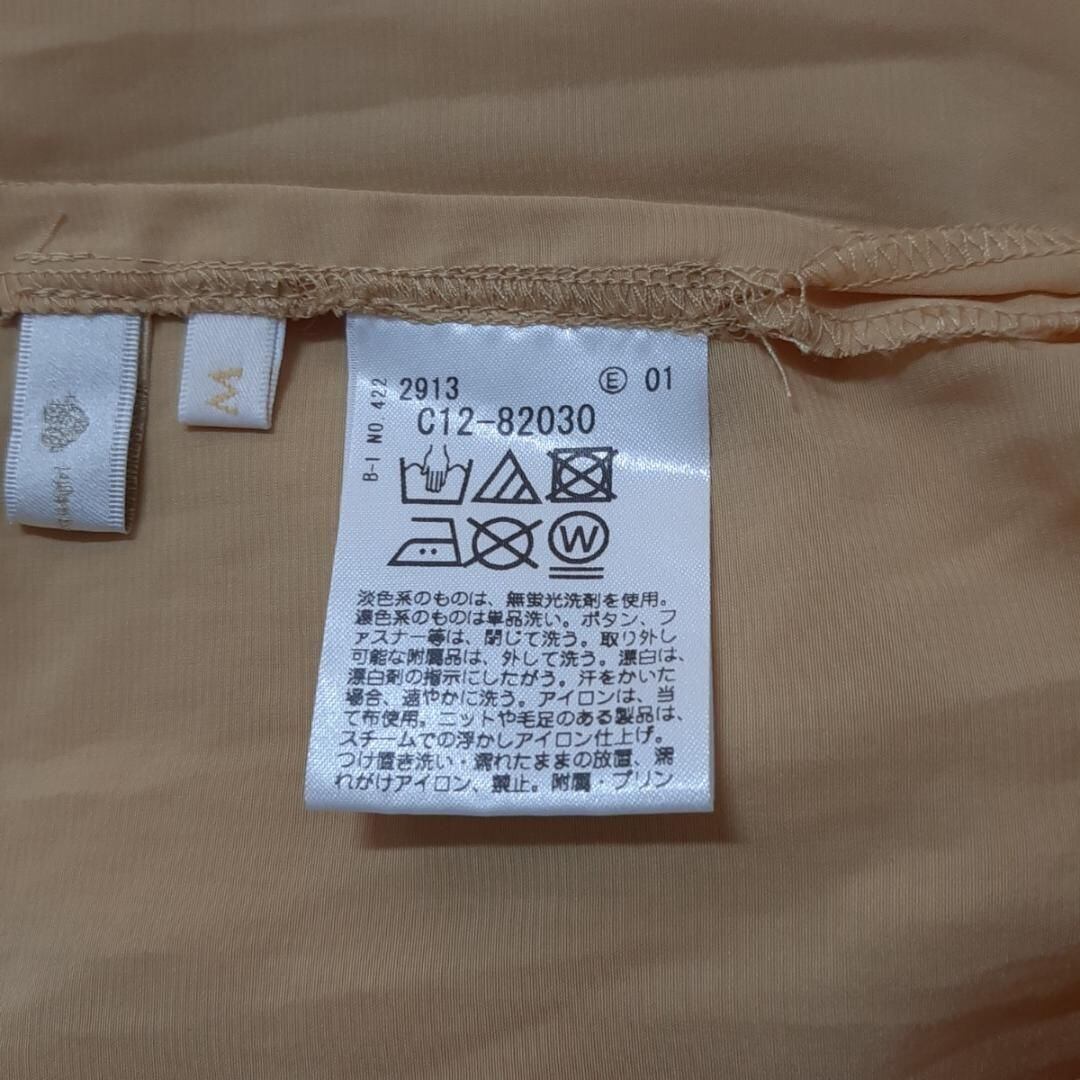 M
B-I NO.422
2913 Ⓔ 01
C12-82030
W
淡色系のものは、無蛍光洗剤を使用。
濃色系のものは単品洗い。ボタン、フ
ァスナー等は、閉じて洗う。取り外し
可能な附属品は、外して洗う。漂白は、
漂白剤の指示にしたがう。汗をかいた
場合、速やかに洗う。アイロンは、当
て布使用。ニットや毛足のある製品は、
スチームでの浮かしアイロン仕上げ。
つけ置き洗い・濡れたままの放置、濡
れがけアイロン、禁止。附属・プリン